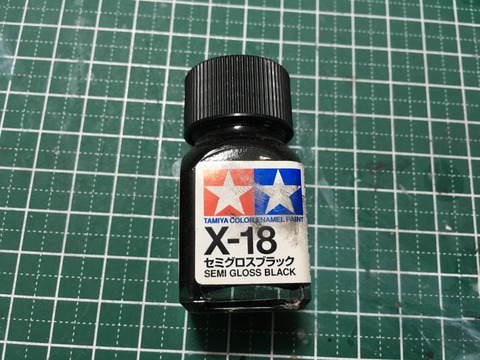 TAMIYA COLOR ENAMEL PAINT
X-18
セミグロスブラック
SEMI GLOSS BLACK